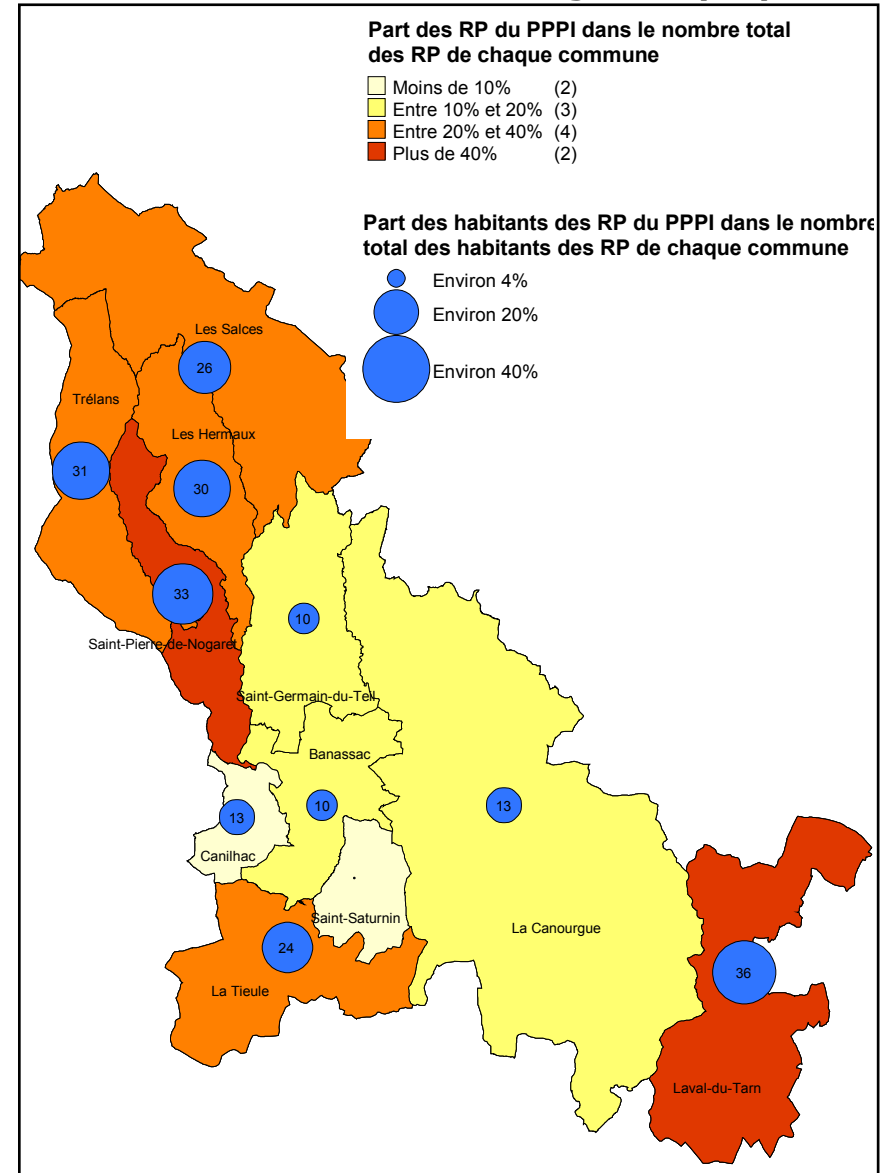 Part des RP du PPPI dans le nombre total
des RP de chaque commune
Moins de 10% (2)
Entre 10% et 20% (3)
Entre 20% et 40% (4)
Plus de 40% (2)
Part des habitants des RP du PPPI dans le nombre
total des habitants des RP de chaque commune
Environ 4%
Environ 20%
Environ 40%
Les Salces
26
Trélans
Les Hermaux
31
30
33
10
Saint-Pierre-de-Nogaret
Saint-Germain-du-Teil
Banassac
13
10
13
Canilhac
Saint-Saturnin
La Canourgue
24
36
La Tieule
Laval-du-Tarn